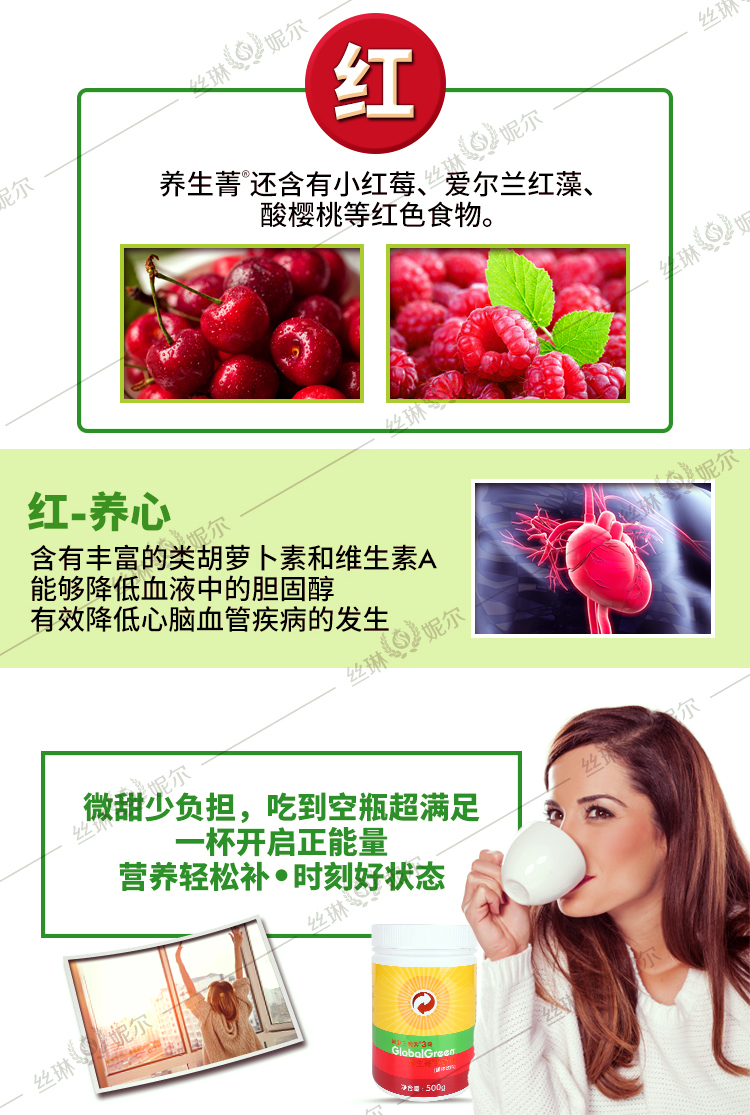 红
养生菁®还含有小红莓、爱尔兰红藻、
酸樱桃等红色食物。
红-养心
含有丰富的类胡萝卜素和维生素A
能够降低血液中的胆固醇
有效降低心脑血管疾病的发生
微甜少负担，吃到空瓶超满足
一杯开启正能量
营养轻松补•时刻好状态
GlobalGreen
净含量：500g
丝琳妮尔